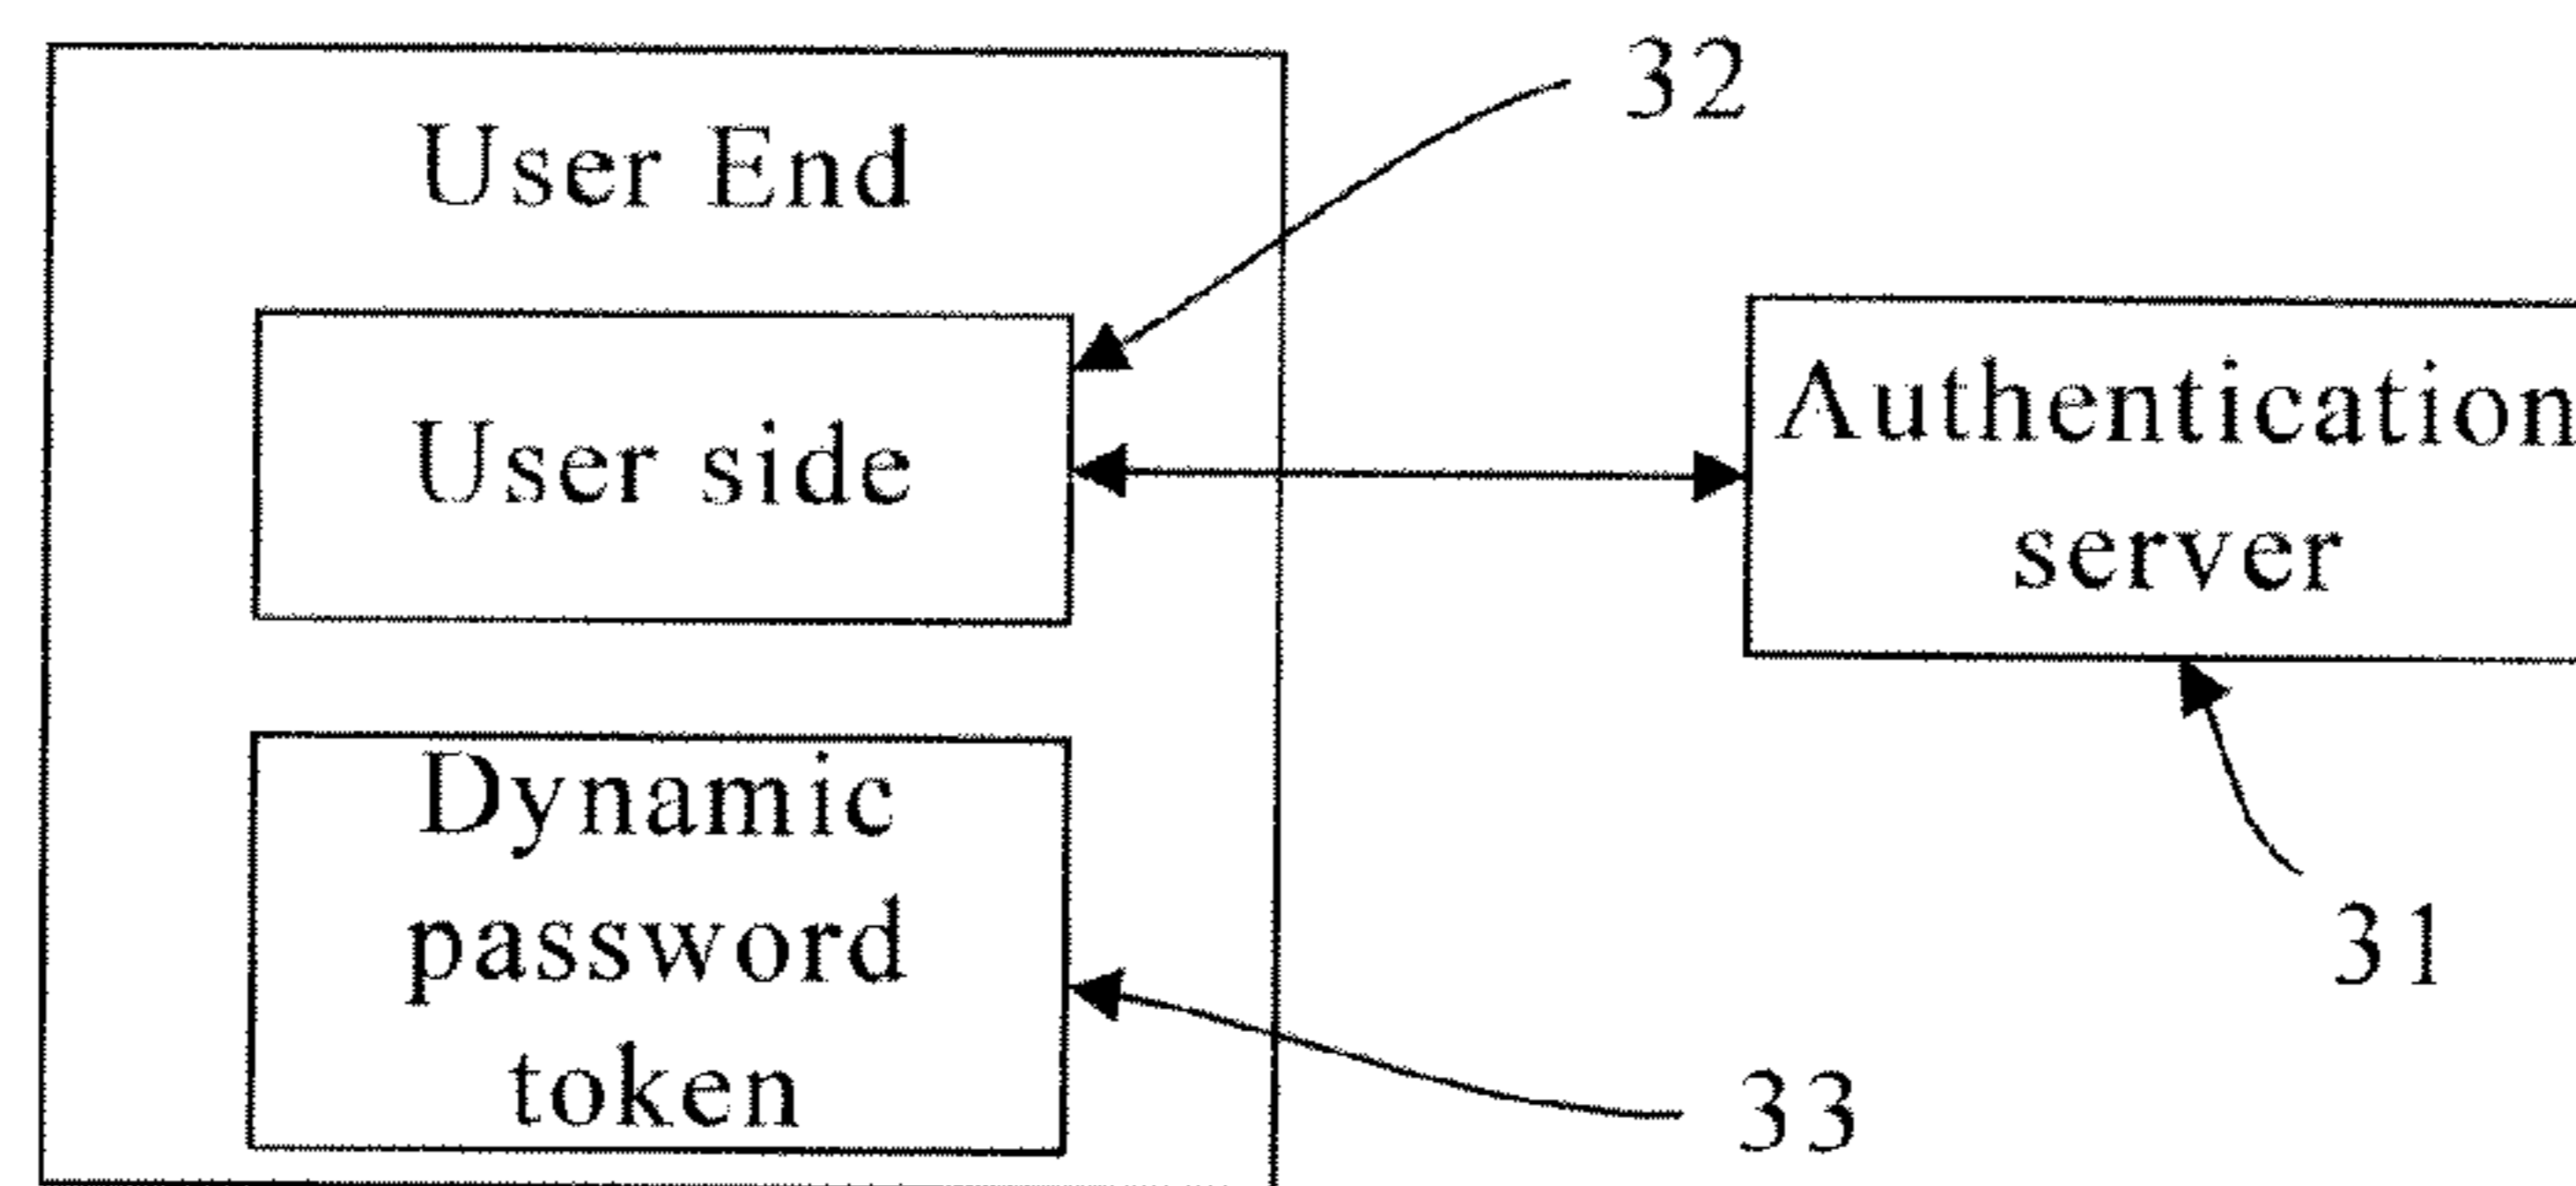 User End
32
User side
Authentication
server
Dynamic
password
token
31
33